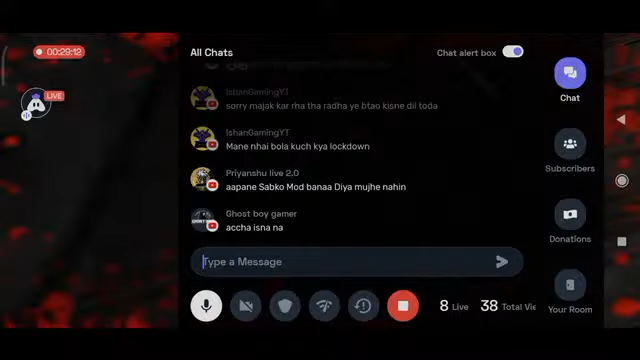 00:29:12
All Chats
Chat alert box
LIVE
IshanGamingYT
sorry majak kar rha tha radha ye btao kisne dil toda
Chat
IshanGamingYT
Mane nhai bola kuch kya lockdown
Subscribers
Priyanshu live 2.0
aapane Sabko Mod banaa Diya mujhe nahin
Ghost boy gamer
accha isna na
Donations
Type a Message
8 Live
38 Total Vie
Your Room